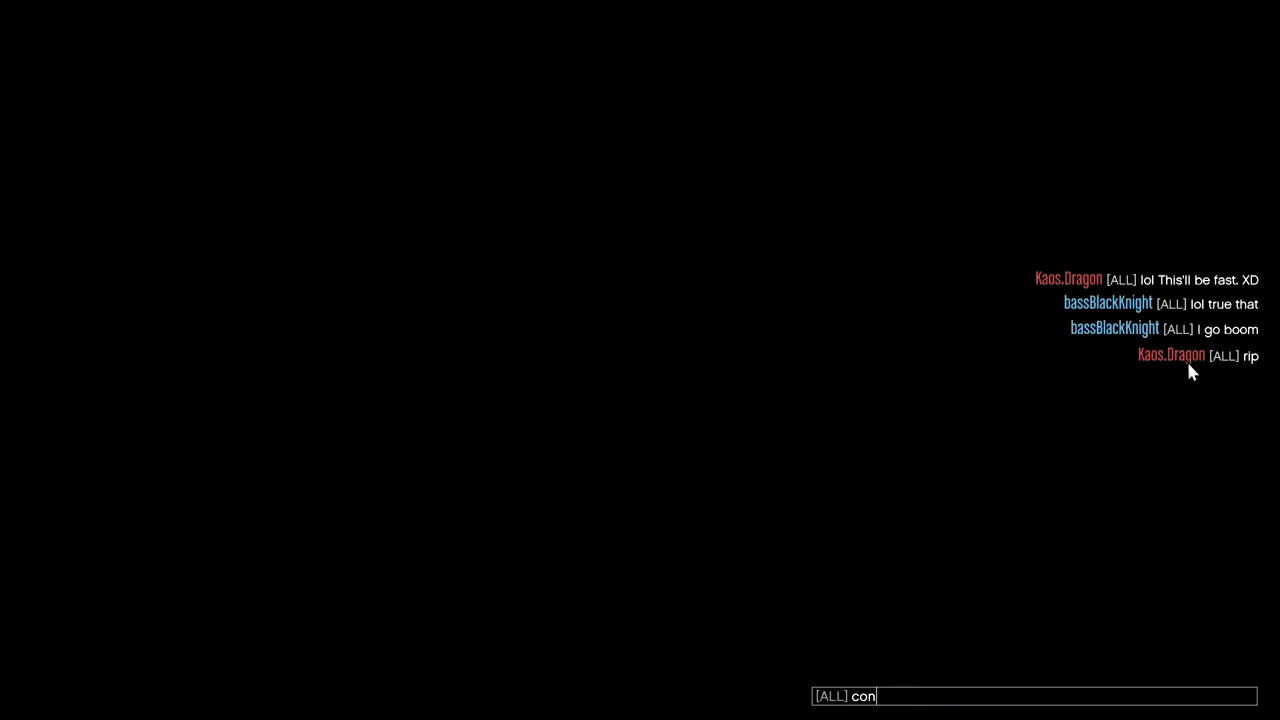 Kaos.Dragon [ALL] lol This'll be fast. XD
bassBlackKnight [ALL] lol true that
bassBlackKnight [ALL] I go boom
Kaos.Dragon [ALL] rip
[ALL] con